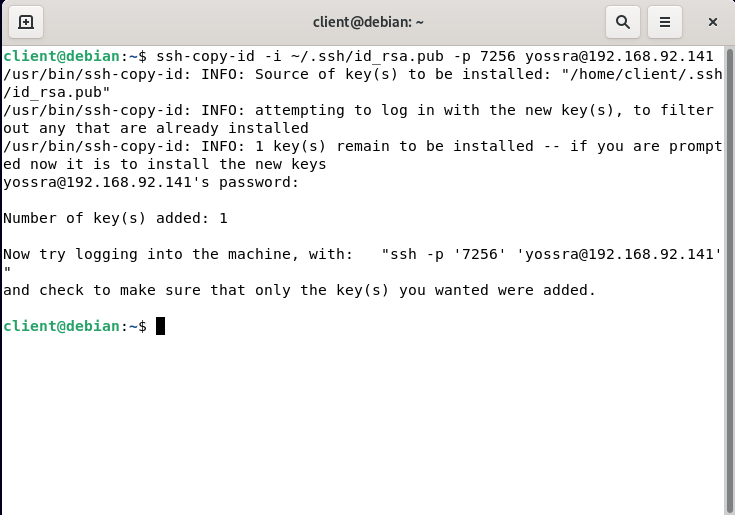 client@debian: ~
client@debian:~$ ssh-copy-id -i ~/.ssh/id_rsa.pub -p 7256 yossra@192.168.92.141
/usr/bin/ssh-copy-id: INFO: Source of key(s) to be installed: "/home/client/.ssh
/id_rsa.pub"
/usr/bin/ssh-copy-id: INFO: attempting to log in with the new key(s), to filter
out any that are already installed
/usr/bin/ssh-copy-id: INFO: 1 key(s) remain to be installed -- if you are prompt
ed now it is to install the new keys
yossra@192.168.92.141's password:
Number of key(s) added: 1
Now try logging into the machine, with:   "ssh -p '7256' 'yossra@192.168.92.141'
"
and check to make sure that only the key(s) you wanted were added.
client@debian:~$